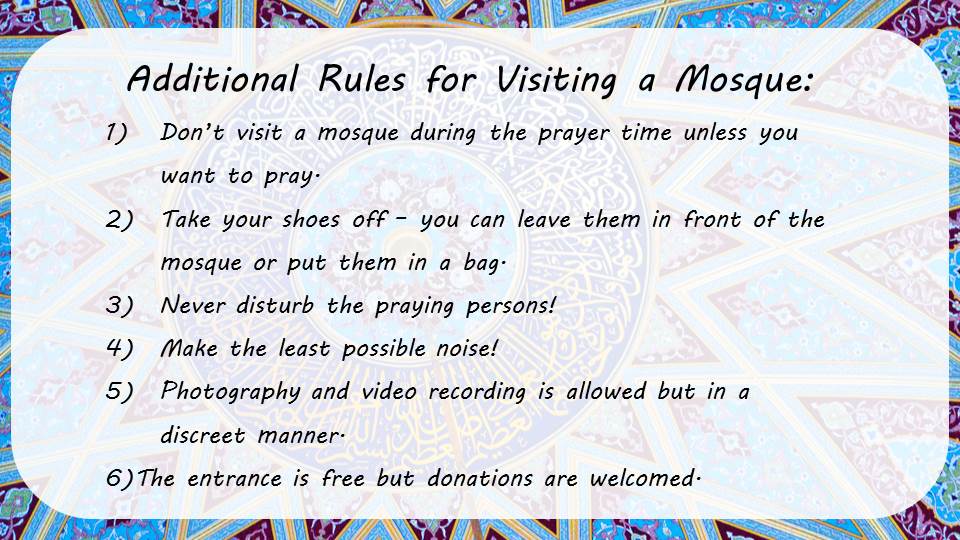 Additional Rules for Visiting a Mosque:
1) Don't visit a mosque during the prayer time unless you
want to pray.
2) Take your shoes off – you can leave them in front of the
mosque or put them in a bag.
3) Never disturb the praying persons!
4) Make the least possible noise!
5) Photography and video recording is allowed but in a
discreet manner.
6)The entrance is free but donations are welcomed.